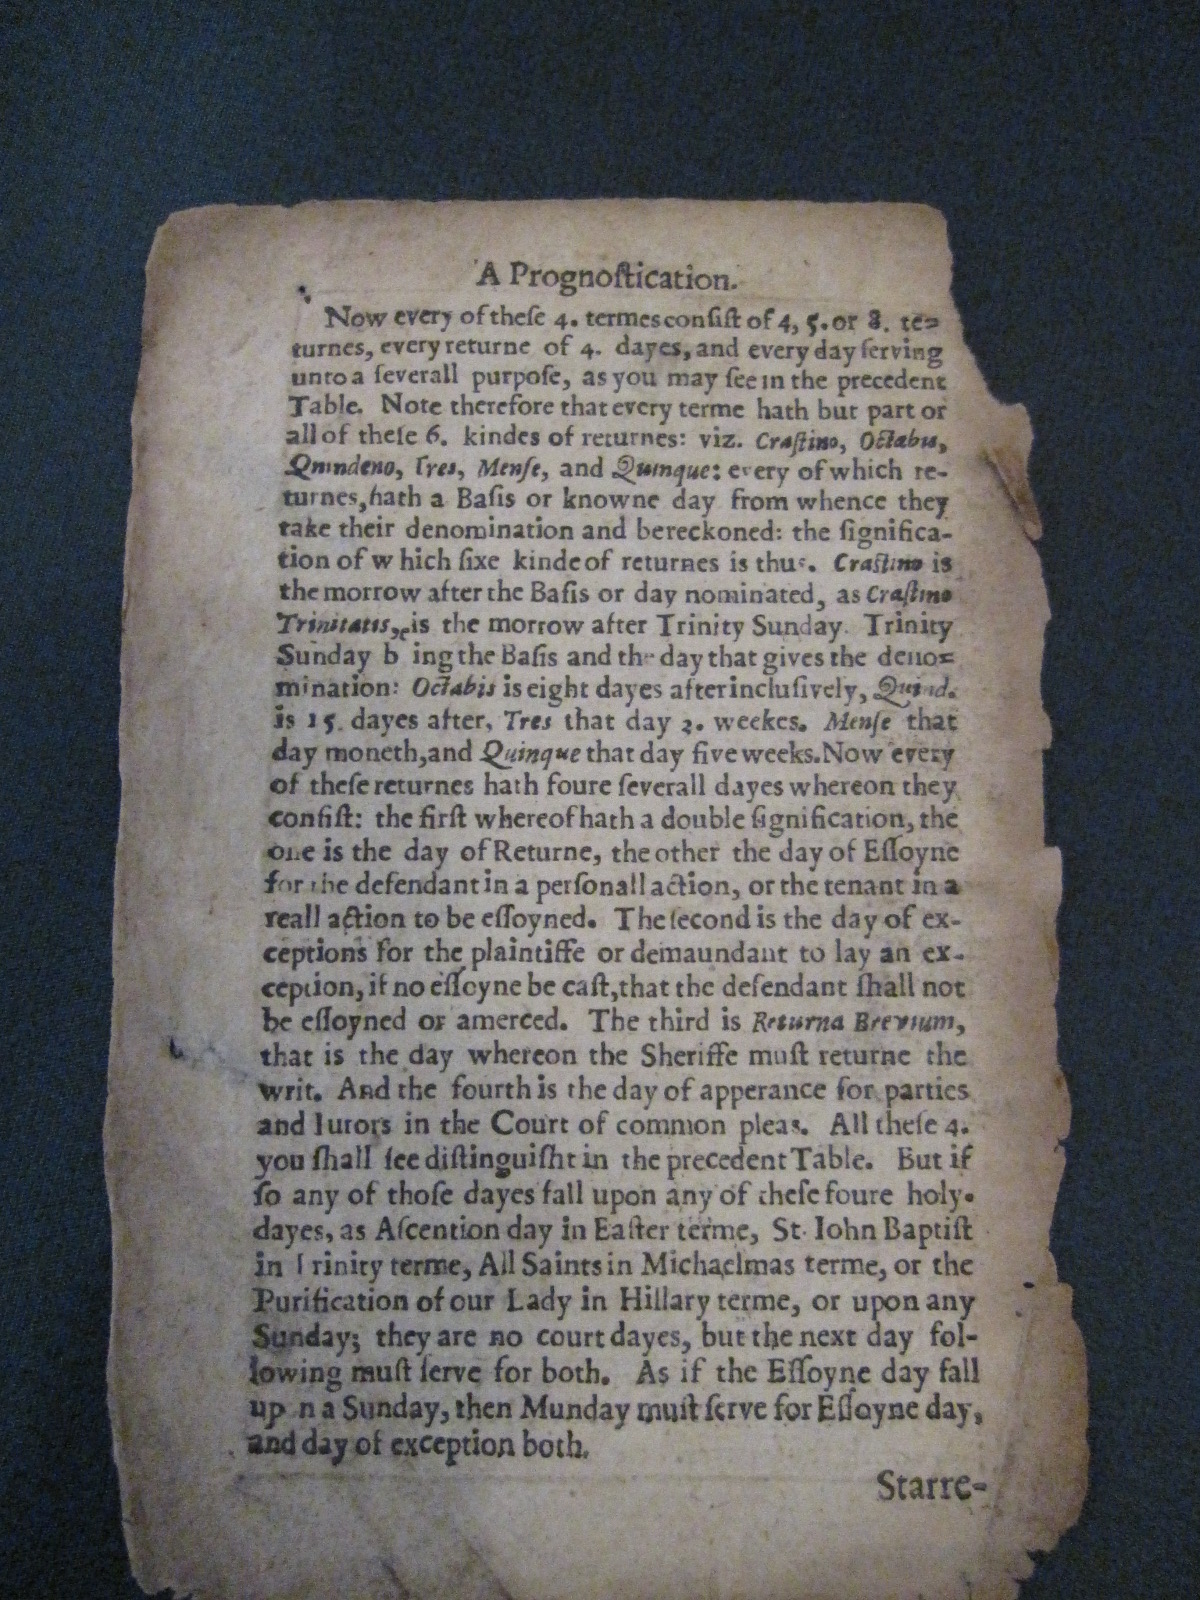 A Prognoſtication.
Now every of theſe 4. termes conſiſt of 4, 5. or 8. re=
turnes, every returne of 4. dayes, and every day ſerving
unto a ſeverall purpoſe, as you may ſee in the precedent
Table. Note therefore that every terme hath but part or
all of theſe 6. kindes of returnes: viz. Craſtino, Octabis,
Quindeno, Tres, Menſe, and Quinque: every of which re-
turnes, hath a Baſis or knowne day from whence they
take their denomination and be reckoned: the ſignifica-
tion of w hich ſixe kinde of returnes is thus. Craſtino is
the morrow after the Baſis or day nominated, as Craſtino
Trinitatis, is the morrow after Trinity Sunday. Trinity
Sunday b ing the Baſis and the day that gives the deno=
mination: Octabis is eight dayes after incluſively, Quind.
is 15. dayes after, Tres that day 3. weekes. Menſe that
day moneth, and Quinque that day five weeks. Now every
of theſe returnes hath foure ſeverall dayes whereon they
conſiſt: the firſt whereof hath a double ſignification, the
one is the day of Returne, the other the day of Eſſoyne
for the defendant in a perſonall action, or the tenant in a
reall action to be eſſoyned. The ſecond is the day of ex-
ceptions for the plaintiffe or demaundant to lay an ex-
ception, if no eſſoyne be caſt, that the defendant ſhall not
be eſſoyned or amerced. The third is Returna Brevium,
that is the day whereon the Sheriffe muſt returne the
writ. And the fourth is the day of apperance for parties
and Iurors in the Court of common pleas. All theſe 4.
you ſhall ſee diſtinguiſht in the precedent Table. But if
ſo any of thoſe dayes fall upon any of theſe foure holy-
dayes, as Aſcention day in Eaſter terme, St. Iohn Baptiſt
in Trinity terme, All Saints in Michaelmas terme, or the
Purification of our Lady in Hillary terme, or upon any
Sunday; they are no court dayes, but the next day fol-
lowing muſt ſerve for both. As if the Eſſoyne day fall
up n a Sunday, then Munday muſt ſerve for Eſſoyne day,
and day of exception both.
Starre-